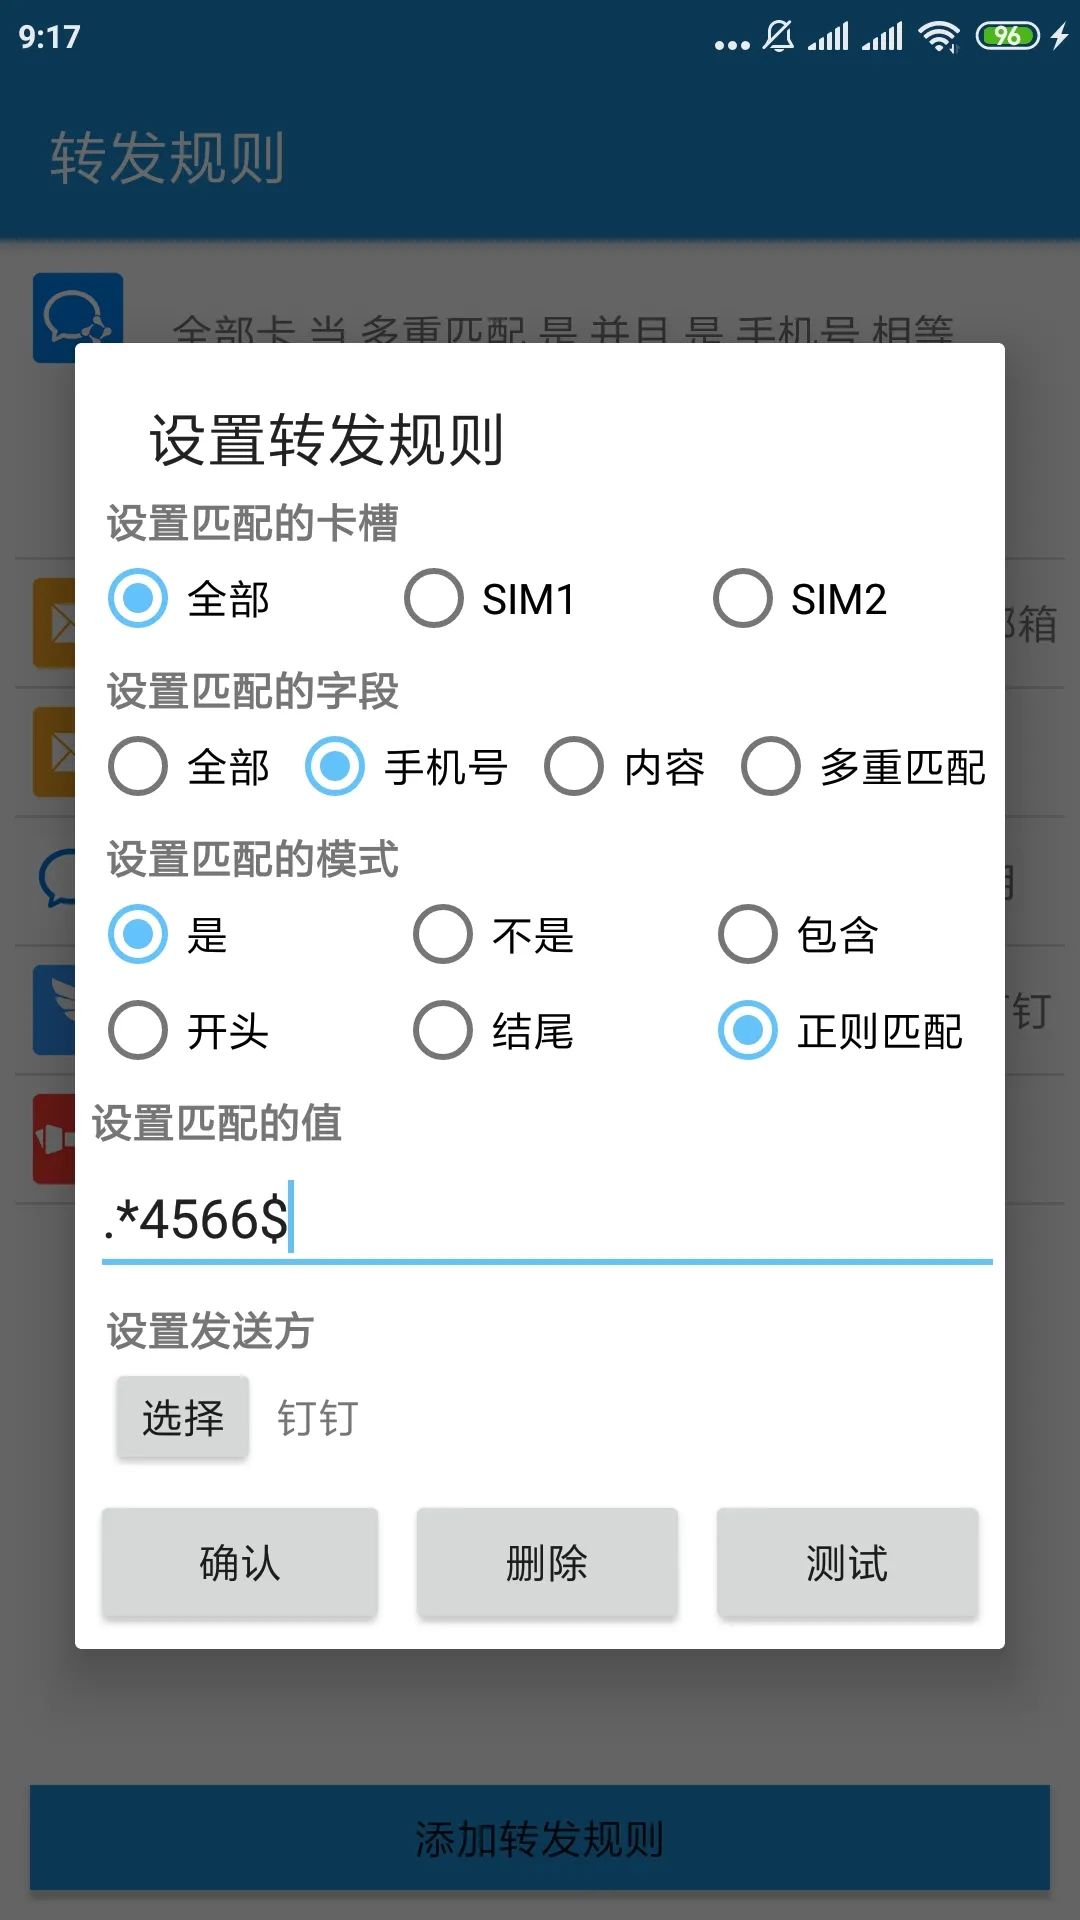 9:17
96
转发规则
全部卡 当 多重匹配 是 并且 是 手机号 相等
设置转发规则
设置匹配的卡槽
全部 SIM1 SIM2
邮箱
设置匹配的字段
全部 手机号 内容 多重匹配
设置匹配的模式
是 不是 包含
钉
开头 结尾 正则匹配
设置匹配的值
.*4566$
设置发送方
选择 钉钉
确认 删除 测试
添加转发规则